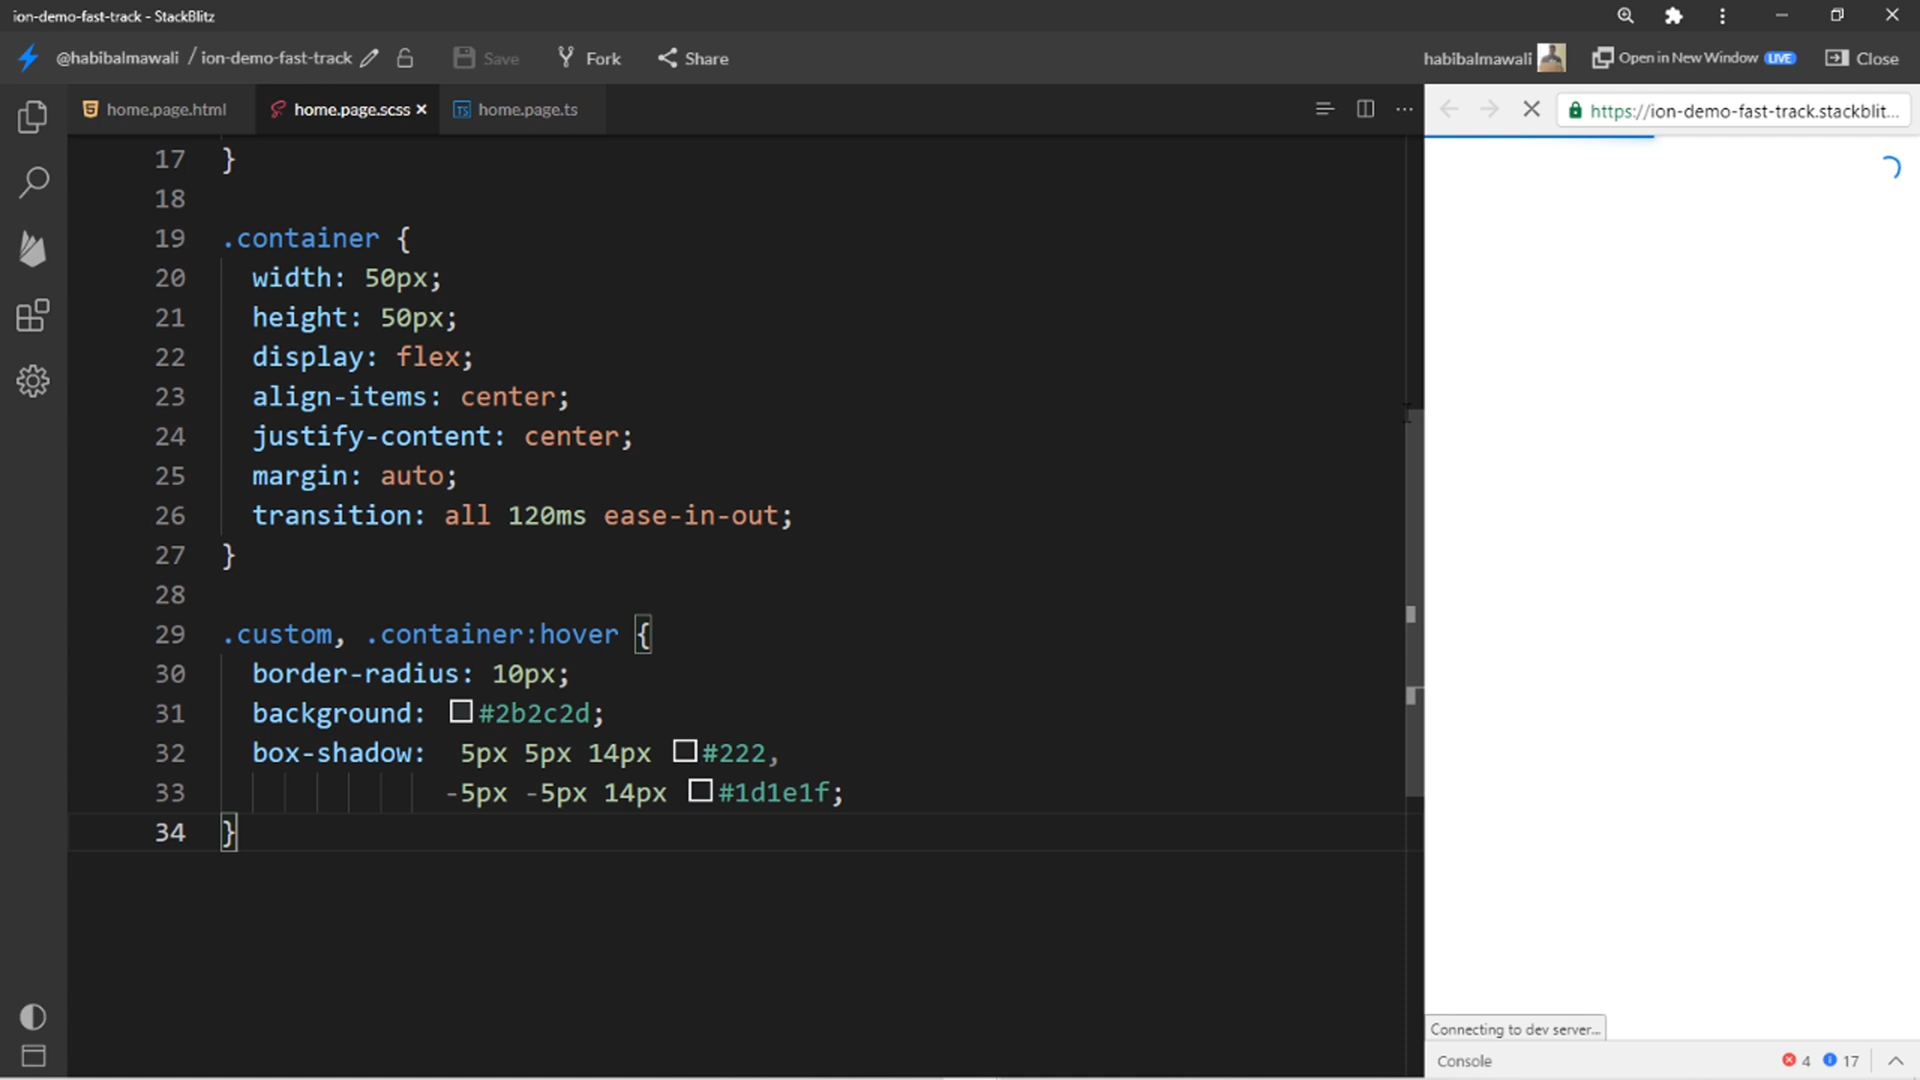 ion-demo-fast-track - StackBlitz
@habibalmawali / ion-demo-fast-track Save Fork Share habibalmawali Open in New Window LIVE Close
home.page.html home.page.scss home.page.ts https://ion-demo-fast-track.stackblit...
17 }
18
19 .container {
20 width: 50px;
21 height: 50px;
22 display: flex;
23 align-items: center;
24 justify-content: center;
25 margin: auto;
26 transition: all 120ms ease-in-out;
27 }
28
29 .custom, .container:hover {
30 border-radius: 10px;
31 background: #2b2c2d;
32 box-shadow: 5px 5px 14px #222,
33 -5px -5px 14px #1d1e1f;
34 }
Connecting to dev server...
Console 4 17